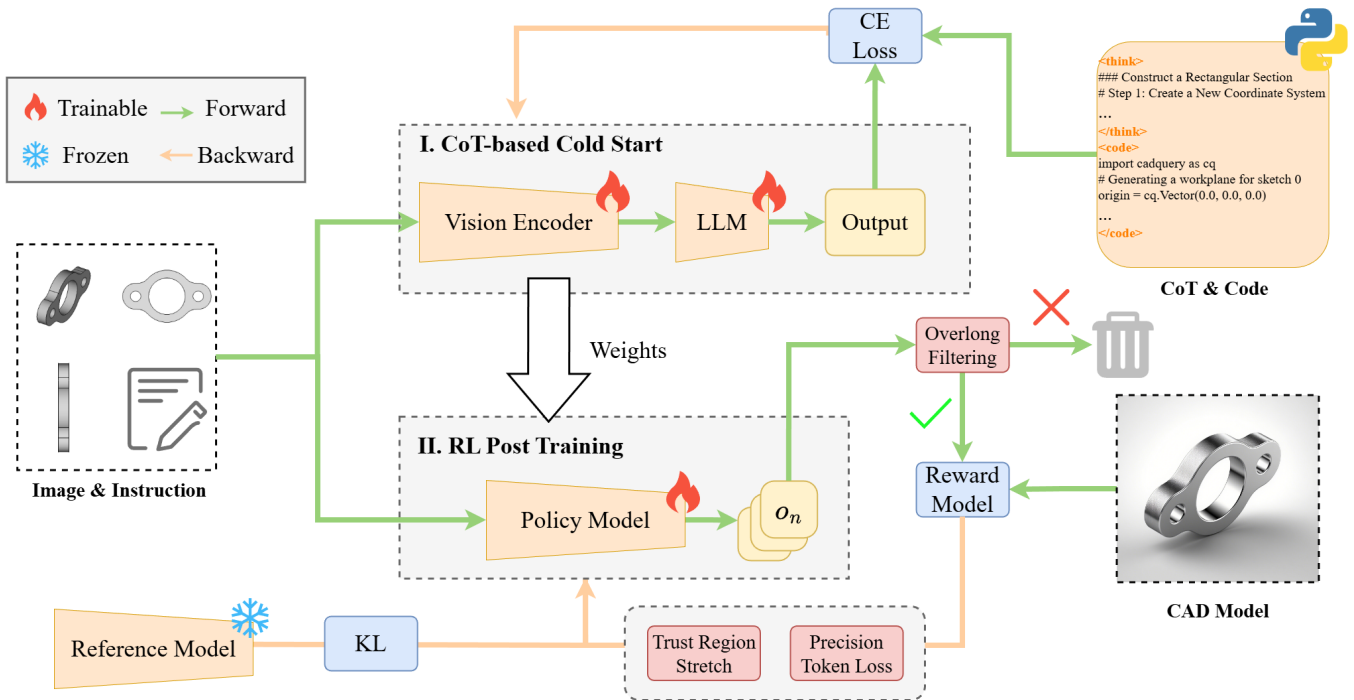 CE
Loss
<think>
### Construct a Rectangular Section
# Step 1: Create a New Coordinate System
...
</think>
<code>
import cadquery as cq
# Generating a workplane for sketch 0
origin = cq.Vector(0.0, 0.0, 0.0)
...
</code>
CoT & Code
Trainable
Forward
Frozen
Backward
I. CoT-based Cold Start
Vision Encoder
LLM
Output
Image & Instruction
Weights
Overlong
Filtering
II. RL Post Training
Policy Model
on
Reward
Model
CAD Model
Reference Model
KL
Trust Region
Stretch
Precision
Token Loss